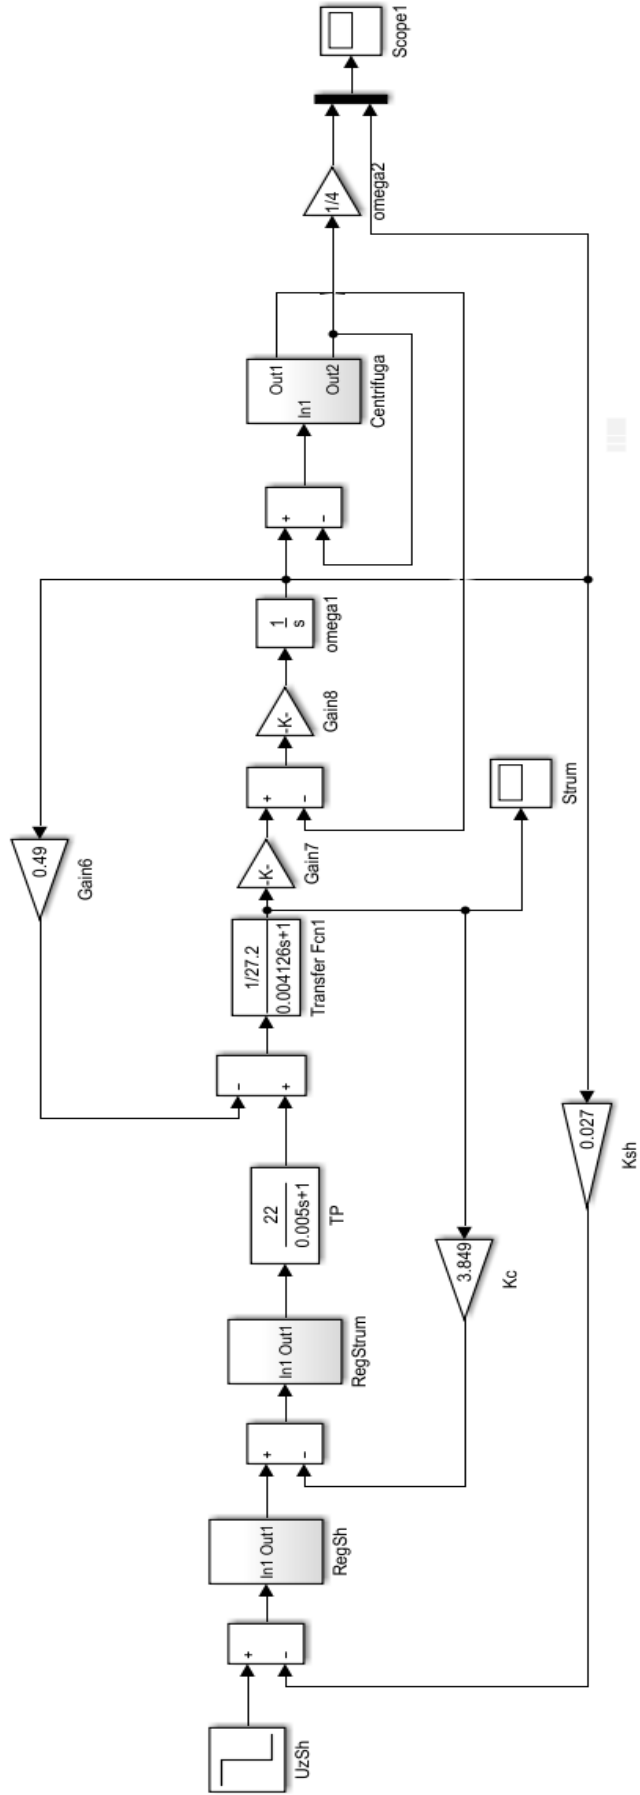 UzSh
+
-
In1 Out1
RegSh
+
-
In1 Out1
RegStrum
22
0.005s+1
TP
-
+
1/27.2
0.004126s+1
Transfer Fcn1
-K-
Gain7
+
-
-K-
Gain8
1
s
omega1
+
-
In1
Out1
Out2
Centrifuga
1/4
omega2
Scope1
0.49
Gain6
Strum
3.849
Kc
0.027
Ksh